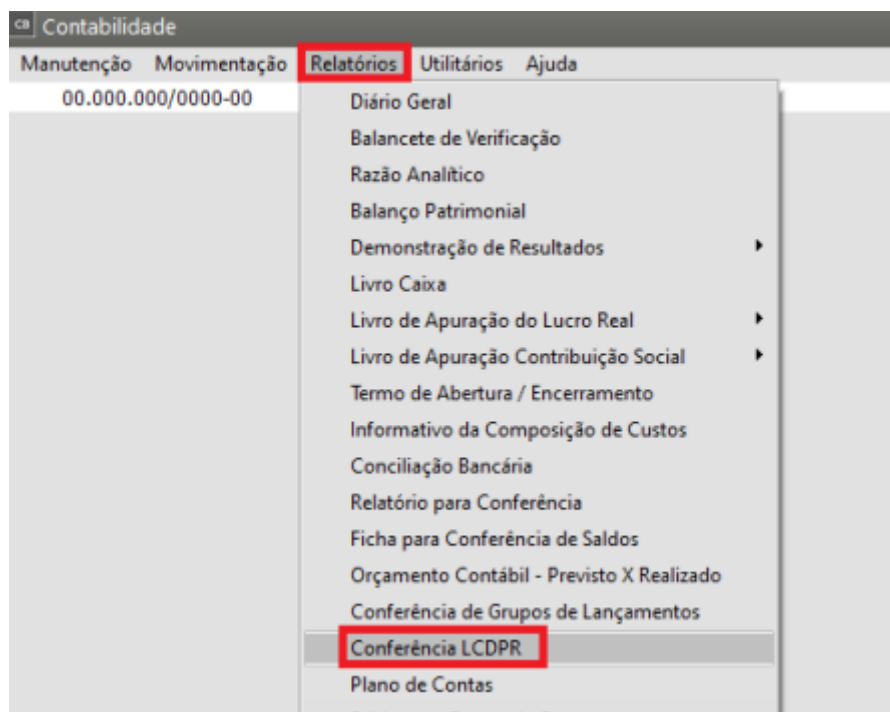 CB Contabilidade
Manutenção Movimentação Relatórios Utilitários Ajuda
00.000.000/0000-00
Diário Geral
Balancete de Verificação
Razão Analítico
Balanço Patrimonial
Demonstração de Resultados
Livro Caixa
Livro de Apuração do Lucro Real
Livro de Apuração Contribuição Social
Termo de Abertura / Encerramento
Informativo da Composição de Custos
Conciliação Bancária
Relatório para Conferência
Ficha para Conferência de Saldos
Orçamento Contábil - Previsto X Realizado
Conferência de Grupos de Lançamentos
Conferência LCDPR
Plano de Contas